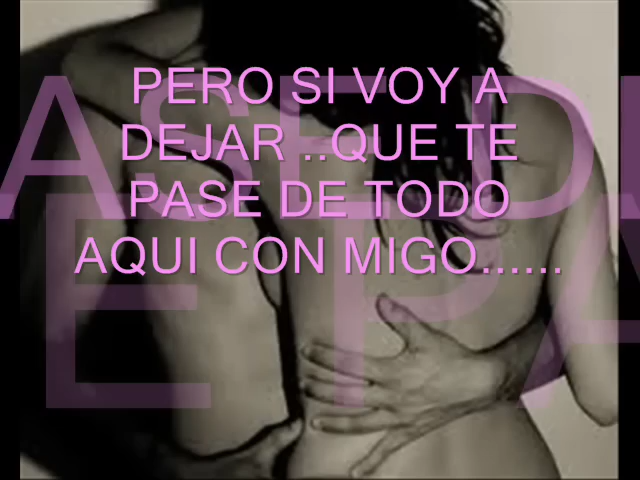 PERO SI VOY A
DEJAR ..QUE TE
PASE DE TODO
AQUI CON MIGO......